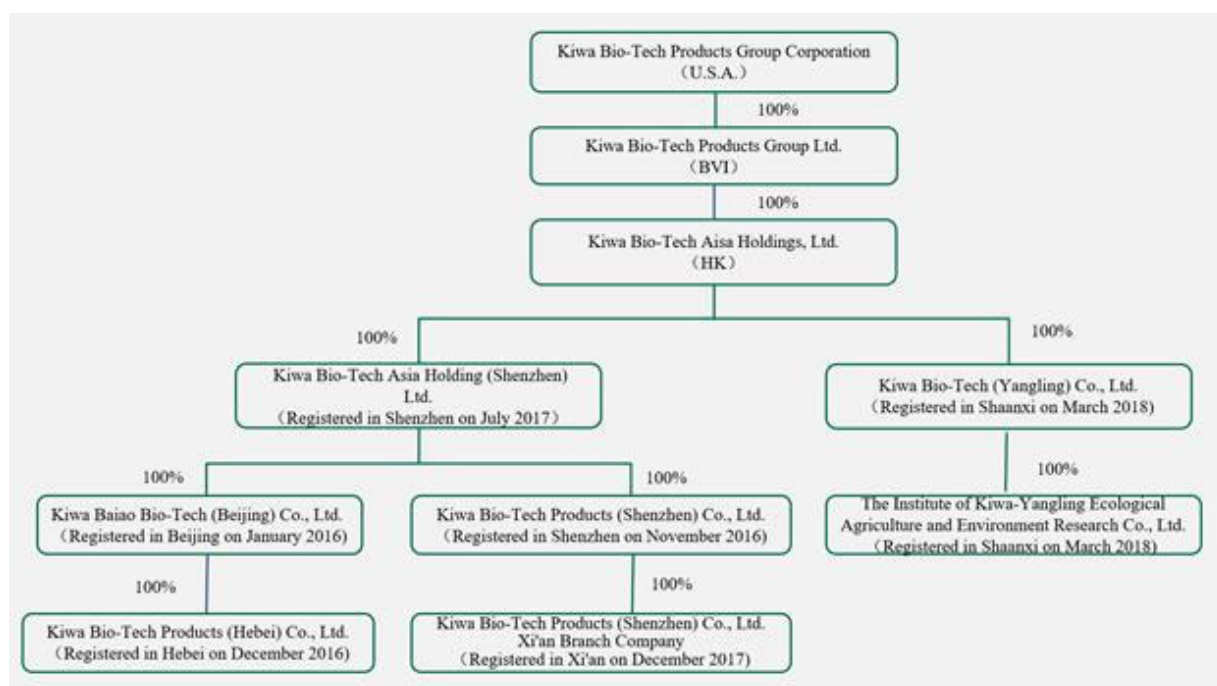 Kiwa Bio-Tech Products Group Corporation
（U.S.A.）
100%
Kiwa Bio-Tech Products Group Ltd.
（BVI）
100%
Kiwa Bio-Tech Aisa Holdings, Ltd.
（HK）
100%
100%
Kiwa Bio-Tech Asia Holding (Shenzhen)
Ltd.
（Registered in Shenzhen on July 2017）
Kiwa Bio-Tech (Yangling) Co., Ltd.
（Registered in Shaanxi on March 2018)
100%
100%
100%
Kiwa Baiao Bio-Tech (Beijing) Co., Ltd.
（Registered in Beijing on January 2016)
Kiwa Bio-Tech Products (Shenzhen) Co., Ltd.
（Registered in Shenzhen on November 2016)
The Institute of Kiwa-Yangling Ecological
Agriculture and Environment Research Co., Ltd.
（Registered in Shaanxi on March 2018)
100%
100%
Kiwa Bio-Tech Products (Hebei) Co., Ltd.
（Registered in Hebei on December 2016)
Kiwa Bio-Tech Products (Shenzhen) Co., Ltd.
Xi'an Branch Company
（Registered in Xi'an on December 2017)